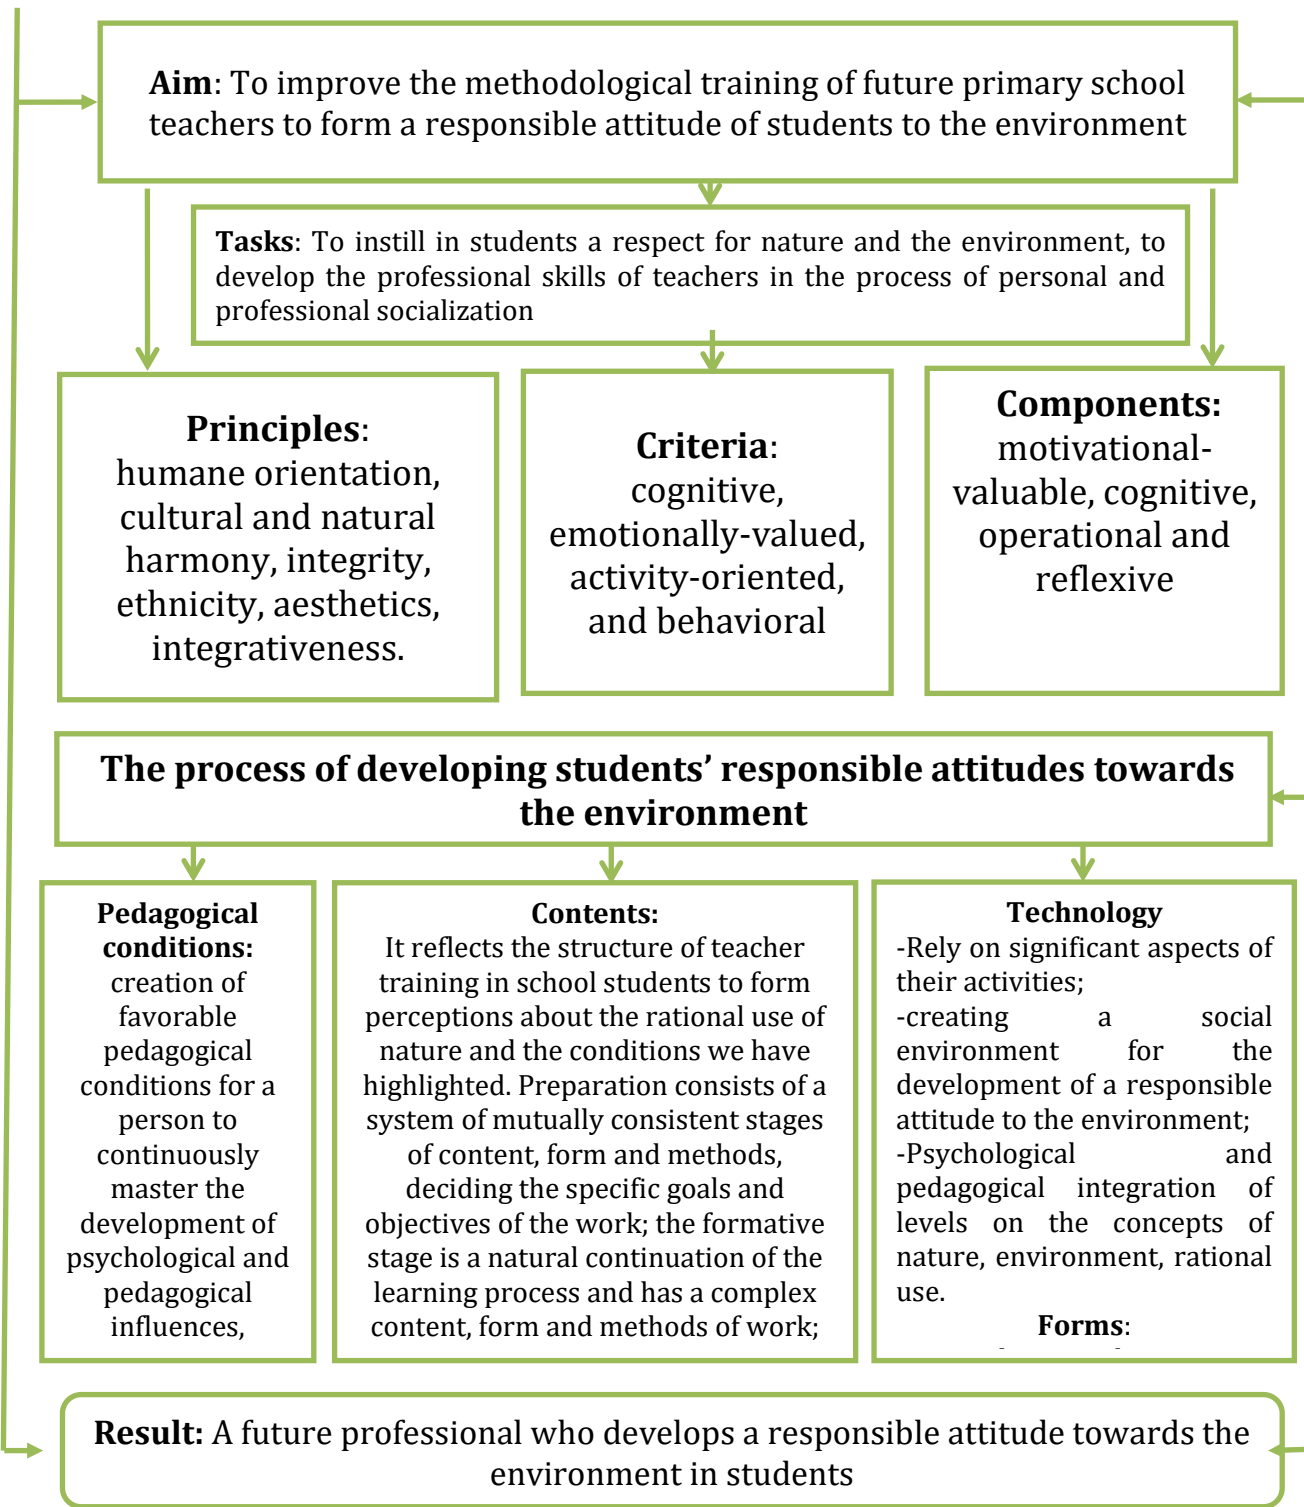 Aim: To improve the methodological training of future primary school
teachers to form a responsible attitude of students to the environment
Tasks: To instill in students a respect for nature and the environment, to
develop the professional skills of teachers in the process of personal and
professional socialization
Principles:
humane orientation,
cultural and natural
harmony, integrity,
ethnicity, aesthetics,
integrativeness.
Criteria:
cognitive,
emotionally-valued,
activity-oriented,
and behavioral
Components:
motivational-
valuable, cognitive,
operational and
reflexive
The process of developing students’ responsible attitudes towards
the environment
Pedagogical
conditions:
creation of
favorable
pedagogical
conditions for a
person to
continuously
master the
development of
psychological and
pedagogical
influences,
Contents:
It reflects the structure of teacher
training in school students to form
perceptions about the rational use of
nature and the conditions we have
highlighted. Preparation consists of a
system of mutually consistent stages
of content, form and methods,
deciding the specific goals and
objectives of the work; the formative
stage is a natural continuation of the
learning process and has a complex
content, form and methods of work;
Technology
-Rely on significant aspects of
their activities;
-creating a social
environment for the
development of a responsible
attitude to the environment;
-Psychological and
pedagogical integration of
levels on the concepts of
nature, environment, rational
use.
Forms:
Result: A future professional who develops a responsible attitude towards the
environment in students